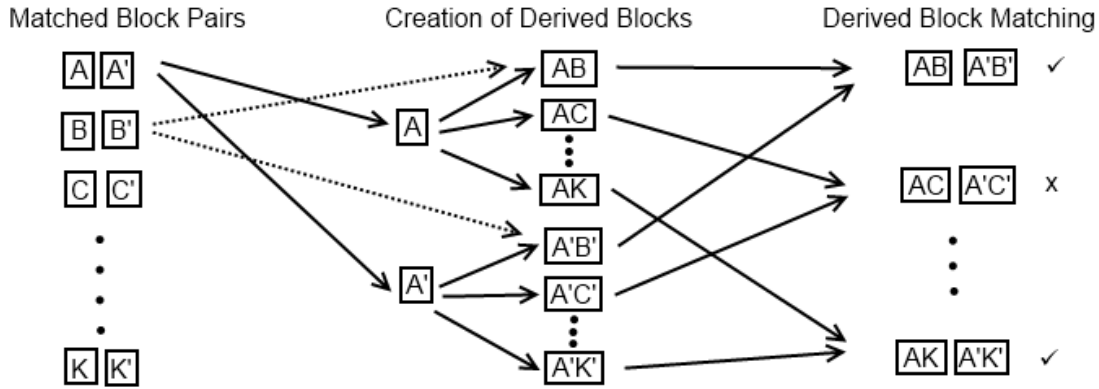 Matched Block Pairs Creation of Derived Blocks Derived Block Matching
A A' AB AB A'B' ✓
B B' A AC
C C' AK AC A'C' x
A'B'
A' A'C'
K K' A'K' AK A'K' ✓